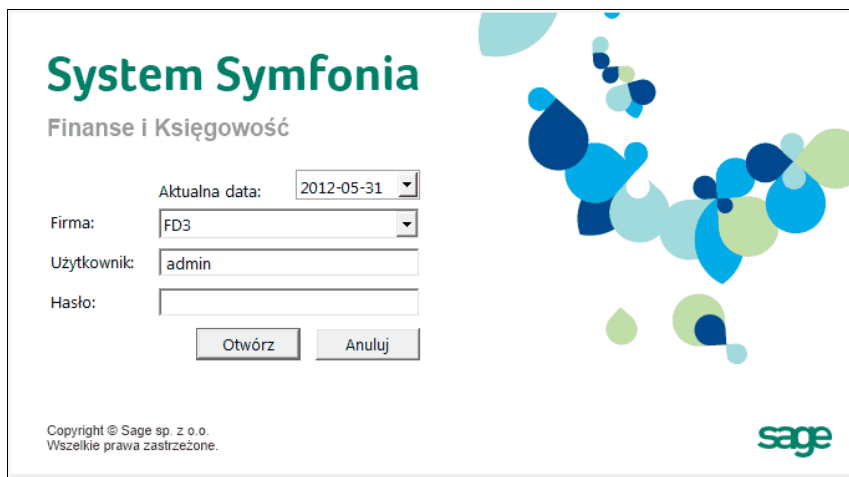 System Symfonia
Finanse i Księgowość
Aktualna data: 2012-05-31
Firma: FD3
Użytkownik: admin
Hasło:
Otwórz Anuluj
Copyright © Sage sp. z o.o.
Wszelkie prawa zastrzeżone.
sage